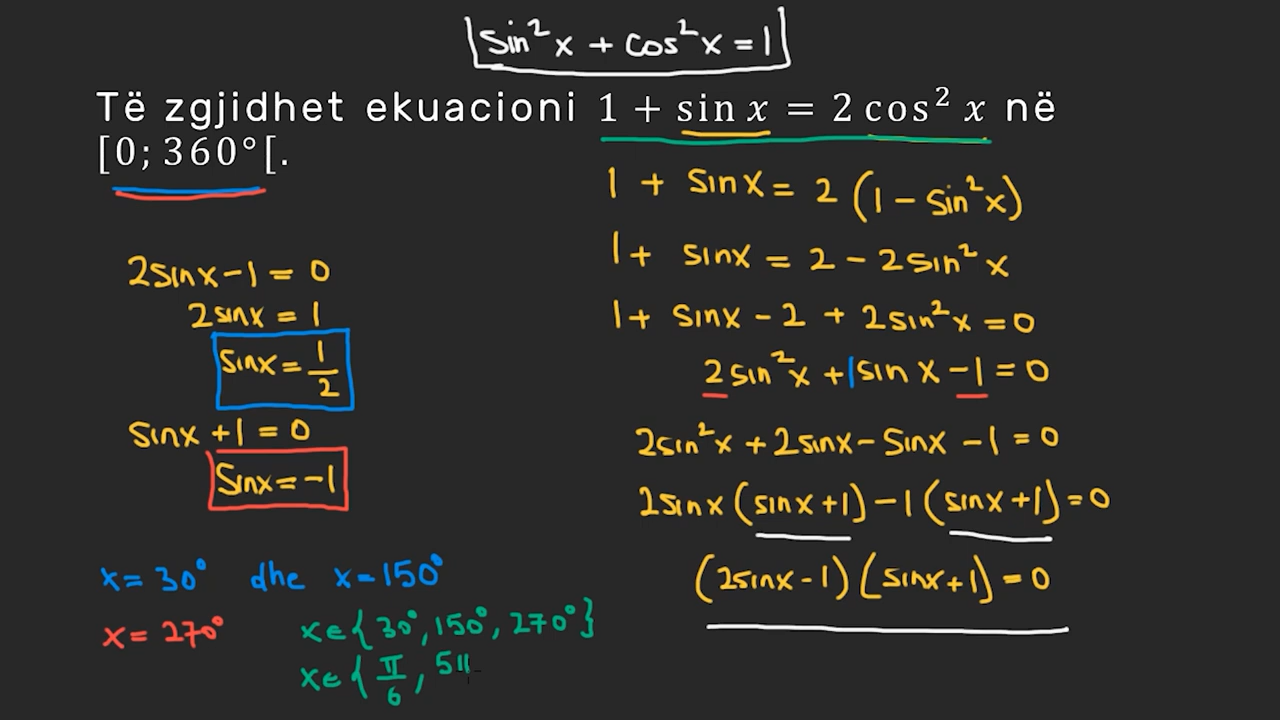 sin²x + cos²x = 1
Të zgjidhet ekuacioni 1 + sin x = 2 cos² x në
[0; 360°[.
1 + sinx = 2 (1 - sin²x)
1 + sinx = 2 - 2sin²x
1 + sinx - 2 + 2sin²x = 0
2sin²x + 1sinx - 1 = 0
2sin²x + 2sinx - sinx - 1 = 0
2sinx (sinx + 1) - 1 (sinx + 1) = 0
(2sinx - 1) (sinx + 1) = 0
2sinx - 1 = 0
2sinx = 1
sinx = 1/2
sinx + 1 = 0
sinx = -1
x = 30° dhe x = 150°
x = 270°
x∈{30°, 150°, 270°}
x∈{π/6, 5